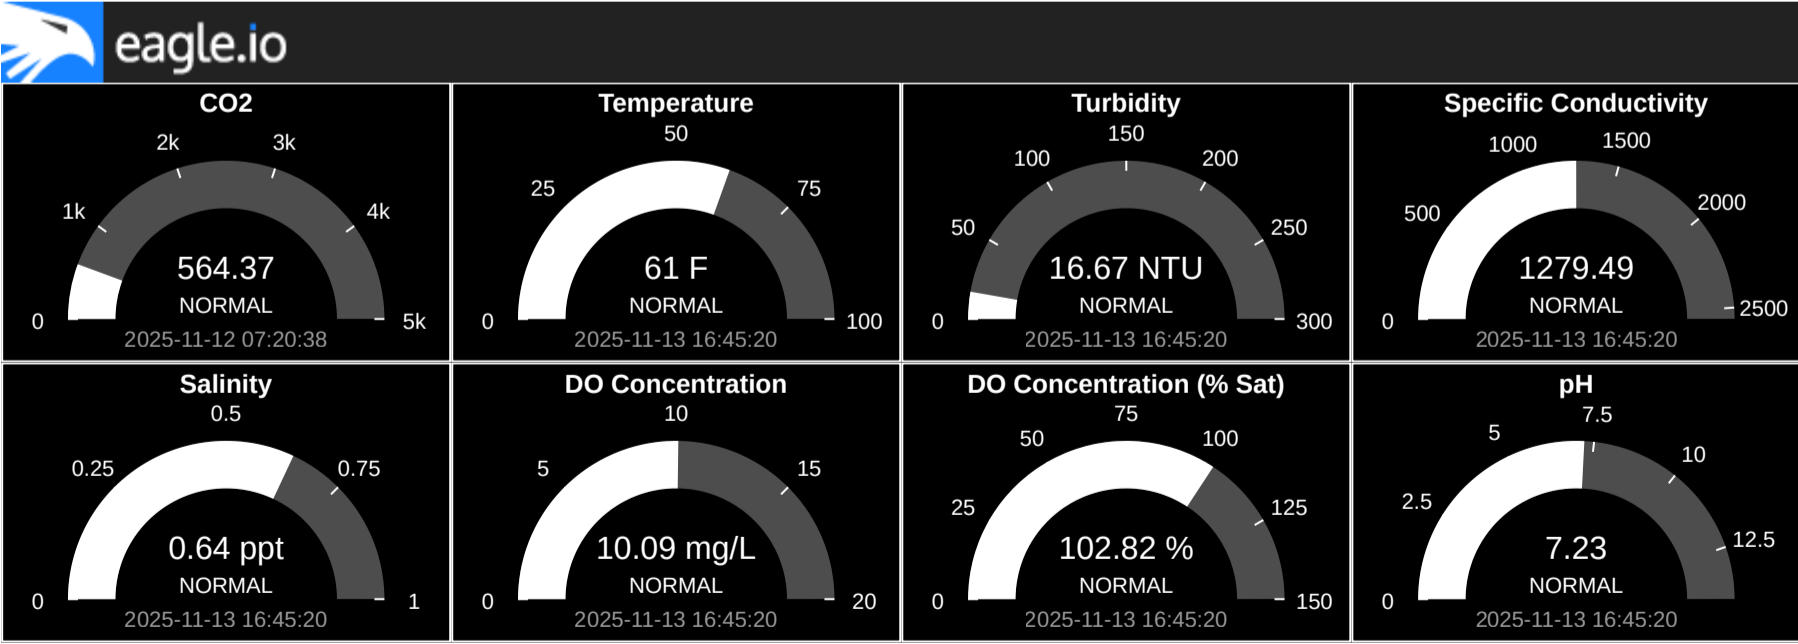 eagle.io
CO2
0
1k
2k
3k
4k
5k
564.37
NORMAL
2025-11-12 07:20:38
Temperature
0
25
50
75
100
61 F
NORMAL
2025-11-13 16:45:20
Turbidity
0
50
100
150
200
250
300
16.67 NTU
NORMAL
2025-11-13 16:45:20
Specific Conductivity
0
500
1000
1500
2000
2500
1279.49
NORMAL
2025-11-13 16:45:20
Salinity
0
0.25
0.5
0.75
1
0.64 ppt
NORMAL
2025-11-13 16:45:20
DO Concentration
0
5
10
15
20
10.09 mg/L
NORMAL
2025-11-13 16:45:20
DO Concentration (% Sat)
0
25
50
75
100
125
150
102.82 %
NORMAL
2025-11-13 16:45:20
pH
0
2.5
5
7.5
10
12.5
7.23
NORMAL
2025-11-13 16:45:20